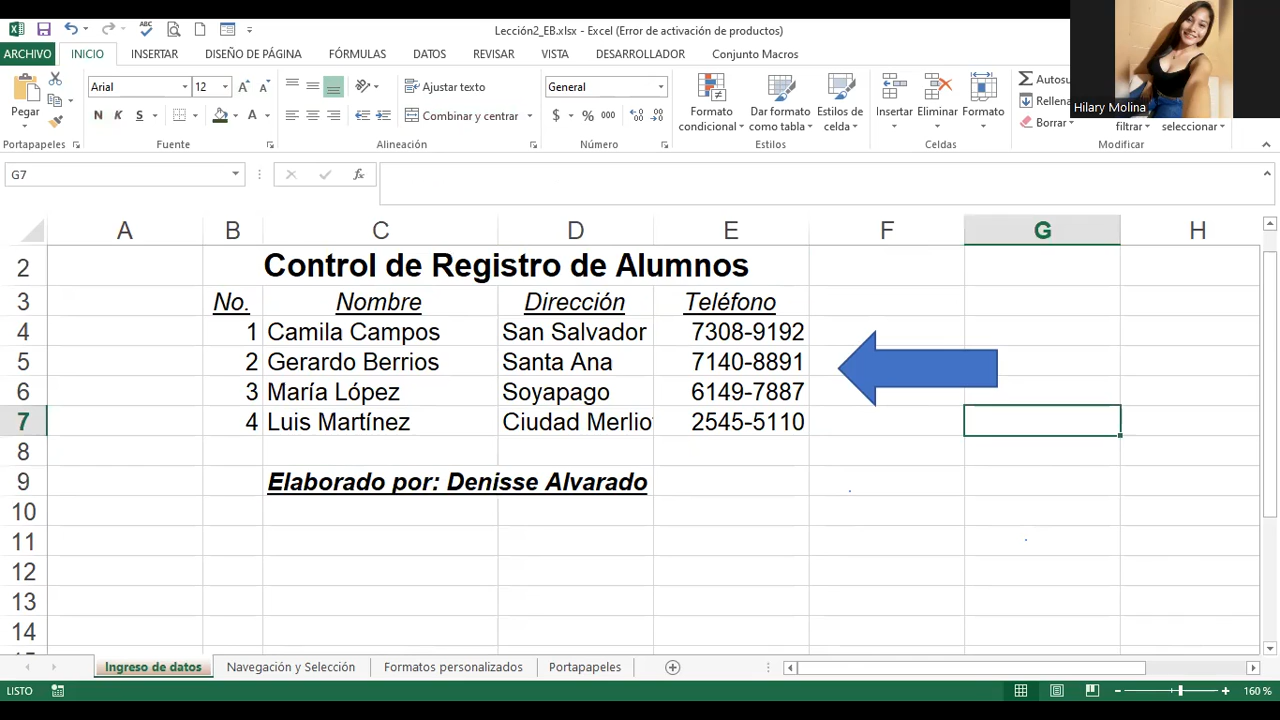 Lección2_EB.xlsx - Excel (Error de activación de productos)
ARCHIVO INICIO INSERTAR DISEÑO DE PÁGINA FÓRMULAS DATOS REVISAR VISTA DESARROLLADOR Conjunto Macros
Hilary Molina
Pegar
Arial 12
N K S
Ajustar texto
Combinar y centrar
General
$ % 000
Formato condicional
Dar formato como tabla
Estilos de celda
Insertar
Eliminar
Formato
Autosu
Rellena
Borrar
filtrar
seleccionar
Portapapeles Fuente Alineación Número Estilos Celdas Modificar
G7 fx
A B C D E F G H
2 Control de Registro de Alumnos
3 No. Nombre Dirección Teléfono
4 1 Camila Campos San Salvador 7308-9192
5 2 Gerardo Berrios Santa Ana 7140-8891
6 3 María López Soyapago 6149-7887
7 4 Luis Martínez Ciudad Merlio 2545-5110
8
9 Elaborado por: Denisse Alvarado
10
11
12
13
14
Ingreso de datos Navegación y Selección Formatos personalizados Portapapeles
LISTO 160 %